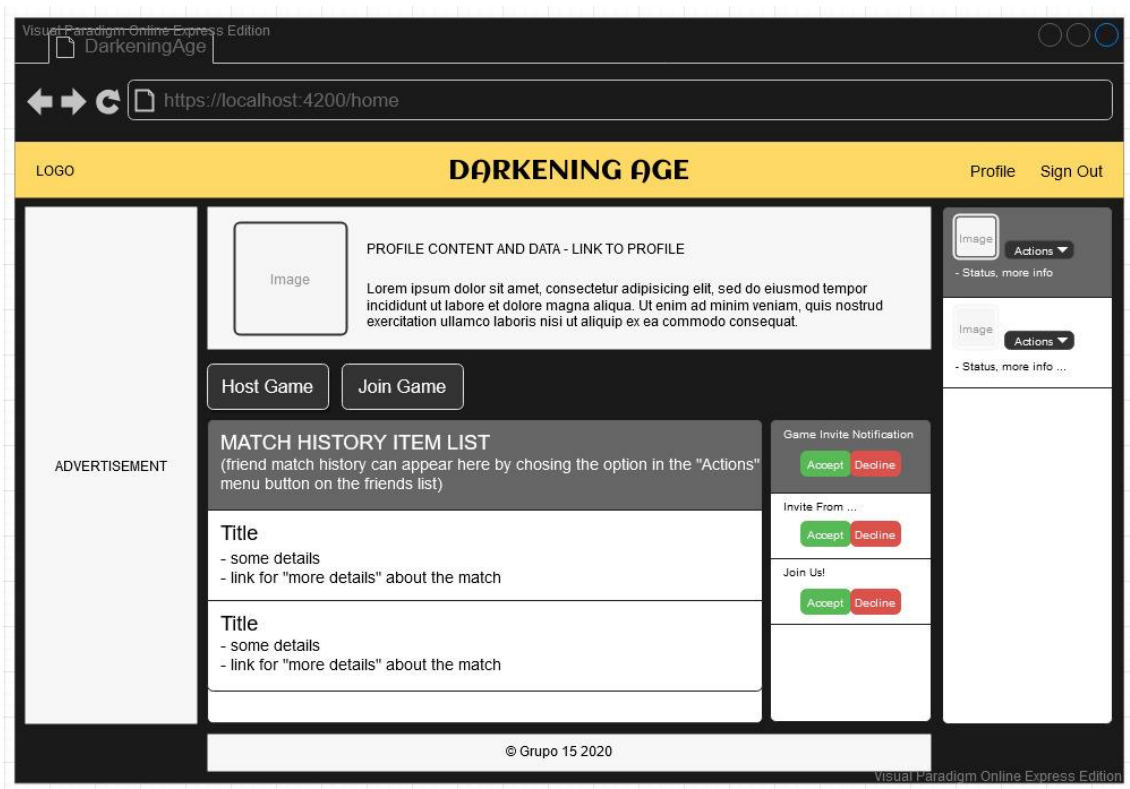 Visual Paradigm Online Express Edition
DarkeningAge
https://localhost:4200/home
LOGO
DARKENING AGE
Profile
Sign Out
ADVERTISEMENT
Image
PROFILE CONTENT AND DATA - LINK TO PROFILE
Lorem ipsum dolor sit amet, consectetur adipisicing elit, sed do eiusmod tempor
incididunt ut labore et dolore magna aliqua. Ut enim ad minim veniam, quis nostrud
exercitation ullamco laboris nisi ut aliquip ex ea commodo consequat.
Host Game
Join Game
MATCH HISTORY ITEM LIST
(friend match history can appear here by chosing the option in the "Actions"
menu button on the friends list)
Title
- some details
- link for "more details" about the match
Title
- some details
- link for "more details" about the match
Game Invite Notification
Accept Decline
Invite From ...
Accept Decline
Join Us!
Accept Decline
Image
Actions
- Status, more info
Image
Actions
- Status, more info ...
© Grupo 15 2020
Visual Paradigm Online Express Edition